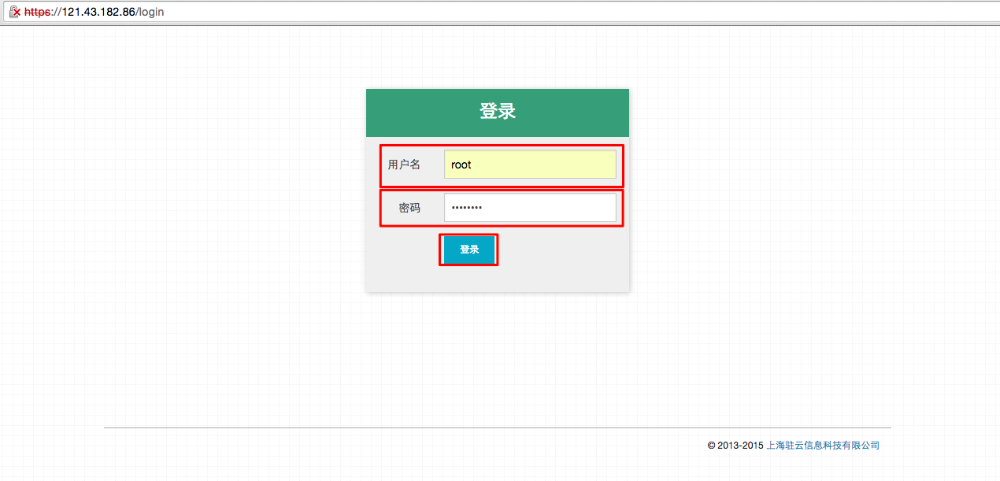 https://121.43.182.86/login
登录
用户名 root
密码 ••••••••
登录
© 2013-2015 上海驻云信息科技有限公司